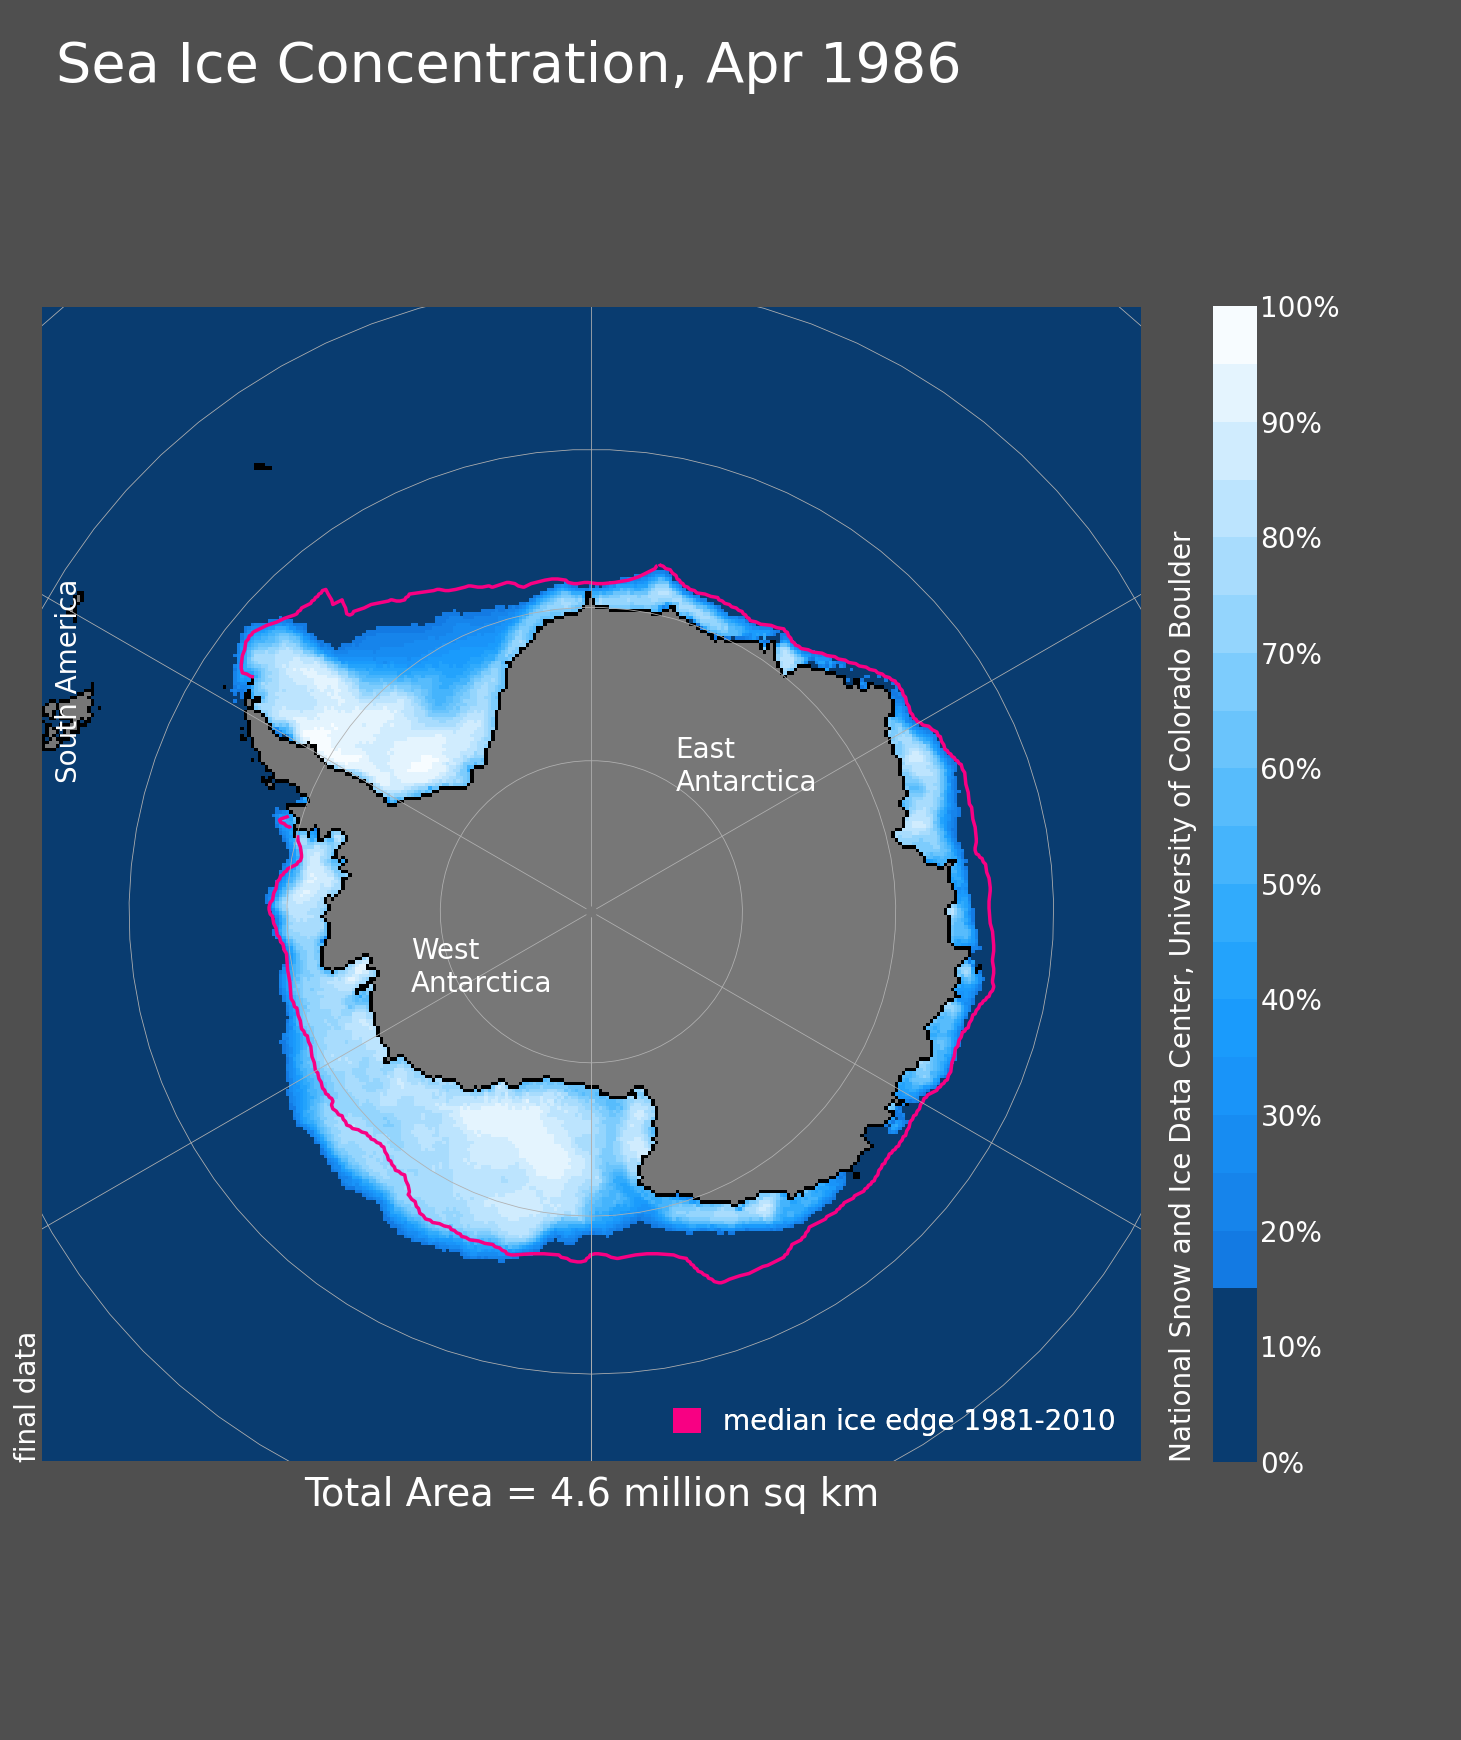 Sea Ice Concentration, Apr 1986
South America
East
Antarctica
West
Antarctica
median ice edge 1981-2010
final data
Total Area = 4.6 million sq km
National Snow and Ice Data Center, University of Colorado Boulder
100%
90%
80%
70%
60%
50%
40%
30%
20%
10%
0%